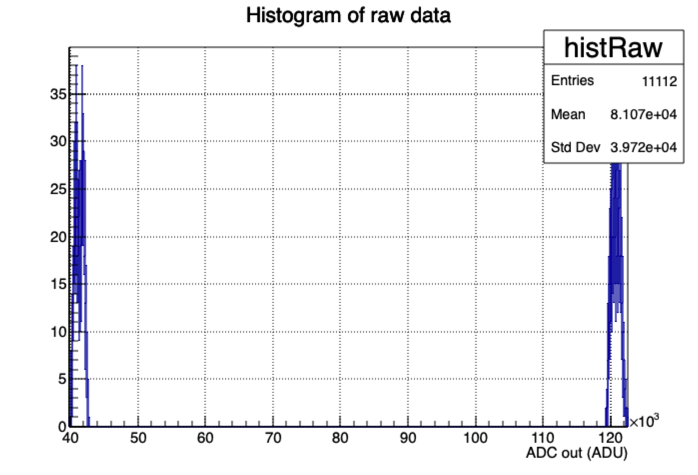 Histogram of raw data
histRaw
Entries 11112
Mean 8.107e+04
Std Dev 3.972e+04
35
30
25
20
15
10
5
0
40 50 60 70 80 90 100 110 120 ×10³
ADC out (ADU)